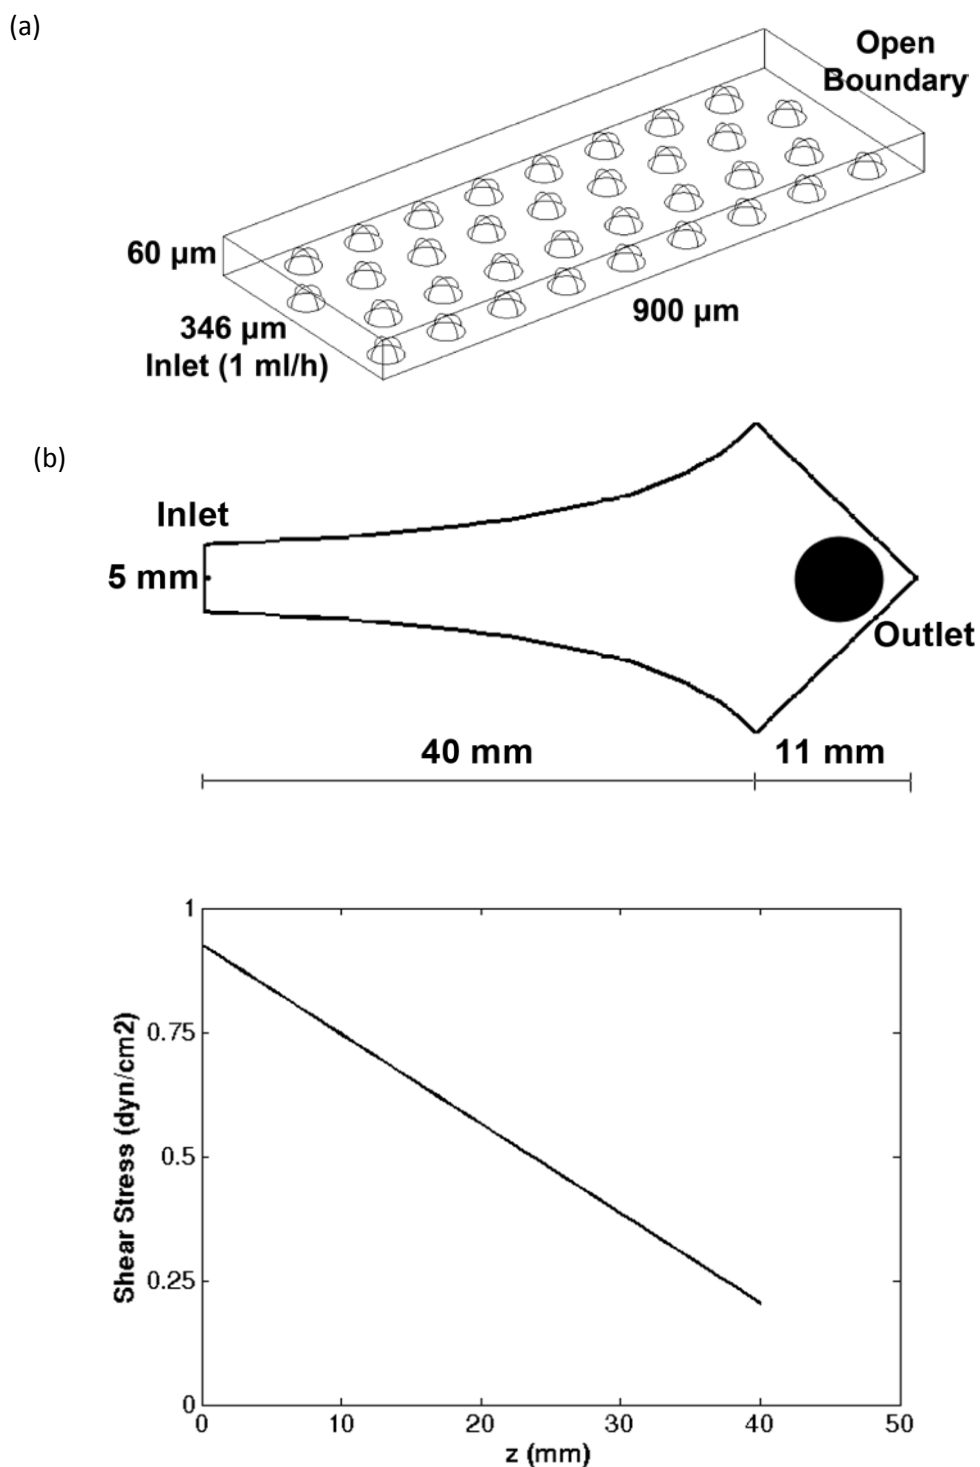 (a)
Open
Boundary
60 µm
346 µm
Inlet (1 ml/h)
900 µm
(b)
Inlet
5 mm
Outlet
40 mm
11 mm
1
0.75
0.5
0.25
0
Shear Stress (dyn/cm2)
0 10 20 30 40 50
z (mm)